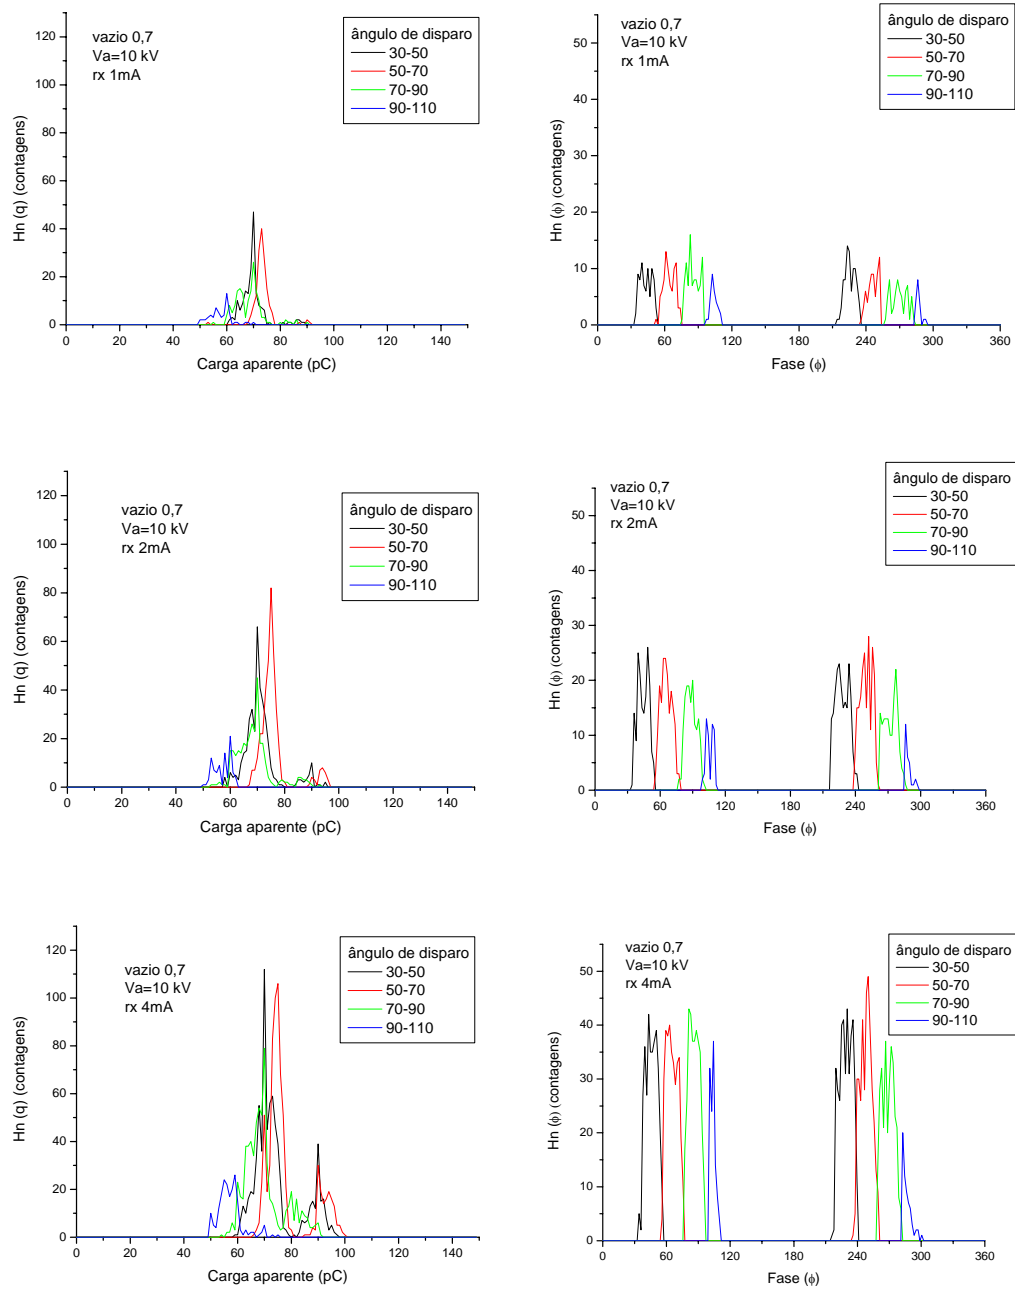 vazio 0,7
Va=10 kV
rx 1mA
ângulo de disparo
30-50
50-70
70-90
90-110
Hn (q) (contagens)
0
20
40
60
80
100
120
0 20 40 60 80 100 120 140
Carga aparente (pC)
vazio 0,7
Va=10 kV
rx 1mA
ângulo de disparo
30-50
50-70
70-90
90-110
Hn (ϕ) (contagens)
0
10
20
30
40
50
0 60 120 180 240 300 360
Fase (ϕ)
vazio 0,7
Va=10 kV
rx 2mA
ângulo de disparo
30-50
50-70
70-90
90-110
Hn (q) (contagens)
0
20
40
60
80
100
120
0 20 40 60 80 100 120 140
Carga aparente (pC)
vazio 0,7
Va=10 kV
rx 2mA
ângulo de disparo
30-50
50-70
70-90
90-110
Hn (ϕ) (contagens)
0
10
20
30
40
50
0 60 120 180 240 300 360
Fase (ϕ)
vazio 0,7
Va=10 kV
rx 4mA
ângulo de disparo
30-50
50-70
70-90
90-110
Hn (q) (contagens)
0
20
40
60
80
100
120
0 20 40 60 80 100 120 140
Carga aparente (pC)
vazio 0,7
Va=10 kV
rx 4mA
ângulo de disparo
30-50
50-70
70-90
90-110
Hn (ϕ) (contagens)
0
10
20
30
40
50
0 60 120 180 240 300 360
Fase (ϕ)